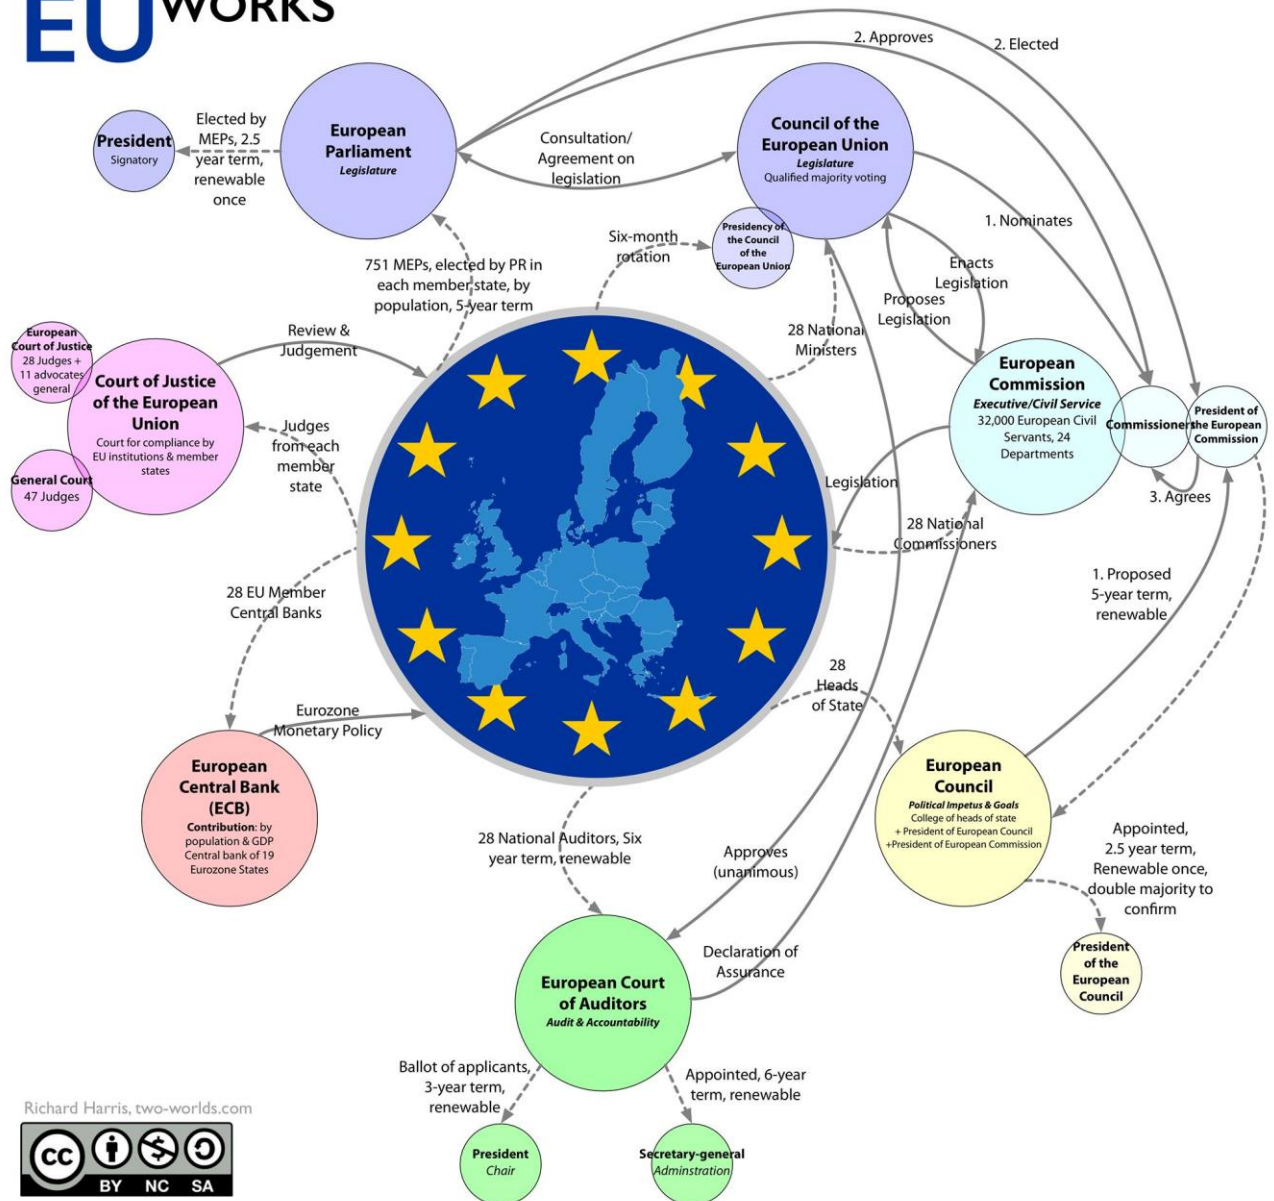 EU WORKS
2. Approves
2. Elected
President
Signatory
Elected by
MEPs, 2.5
year term,
renewable
once
European
Parliament
Legislature
Consultation/
Agreement on
legislation
Council of the
European Union
Legislature
Qualified majority voting
Presidency of
the Council
of the
European Union
Six-month
rotation
1. Nominates
Enacts
Legislation
Proposes
Legislation
751 MEPs, elected by PR in
each member state, by
population, 5-year term
28 National
Ministers
European
Court of Justice
28 Judges +
11 advocates
general
Review &
Judgement
Court of Justice
of the European
Union
Court for compliance by
EU institutions & member
states
General Court
47 Judges
Judges
from each
member
state
European
Commission
Executive/Civil Service
32,000 European Civil
Servants, 24
Departments
Commissioners
President of
the European
Commission
3. Agrees
Legislation
28 National
Commissioners
28 EU Member
Central Banks
1. Proposed
5-year term,
renewable
28
Heads
of State
Eurozone
Monetary Policy
European
Central Bank
(ECB)
Contribution: by
population & GDP
Central bank of 19
Eurozone States
European
Council
Political Impetus & Goals
College of heads of state
+ President of European Council
+President of European Commission
28 National Auditors, Six
year term, renewable
Approves
(unanimous)
Appointed,
2.5 year term,
Renewable once,
double majority to
confirm
President
of the
European
Council
Declaration of
Assurance
European Court
of Auditors
Audit & Accountability
Ballot of applicants,
3-year term,
renewable
Appointed, 6-year
term, renewable
President
Chair
Secretary-general
Adminstration
Richard Harris, two-worlds.com
cc
BY NC SA